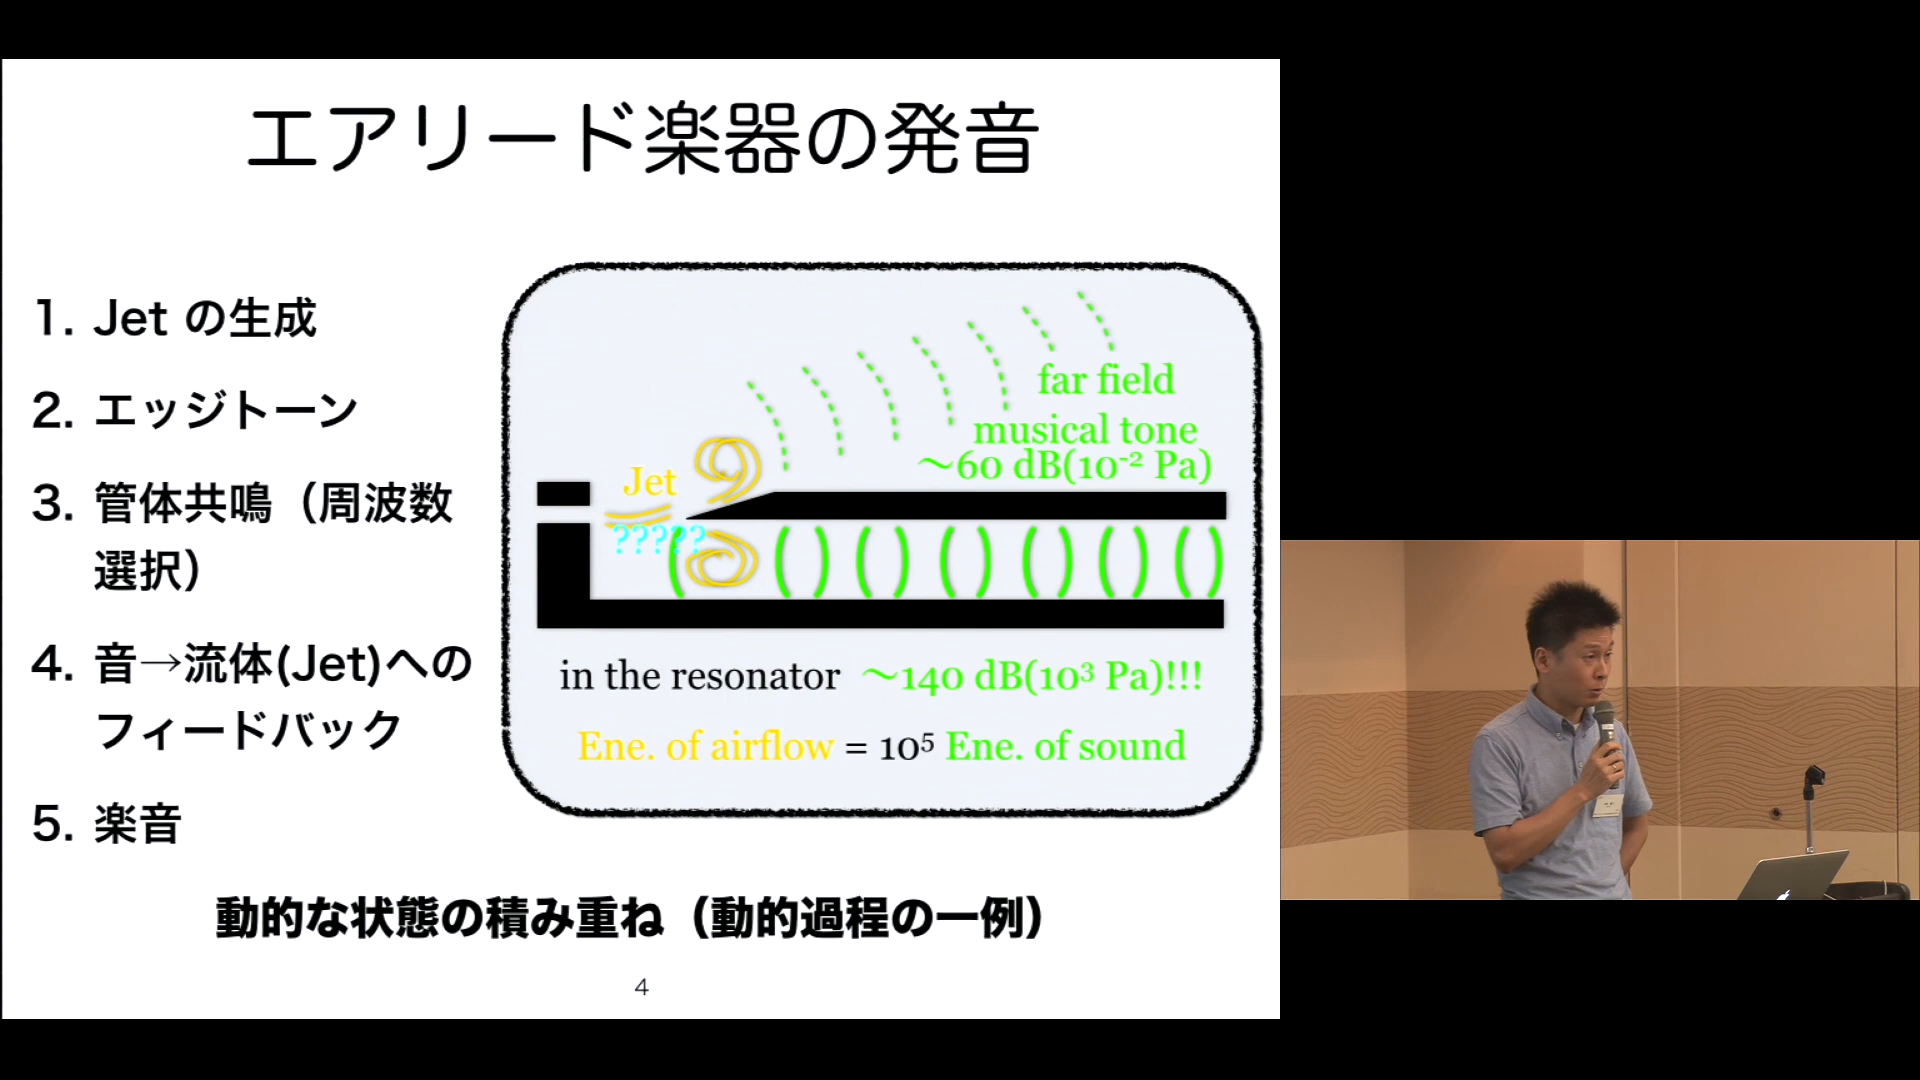 エアリード楽器の発音
1. Jet の生成
2. エッジトーン
3. 管体共鳴（周波数
選択）
4. 音→流体(Jet)への
フィードバック
5. 楽音
far field
musical tone
～60 dB(10⁻² Pa)
Jet
?????
in the resonator ～140 dB(10³ Pa)!!!
Ene. of airflow = 10⁵ Ene. of sound
動的な状態の積み重ね（動的過程の一例）
4